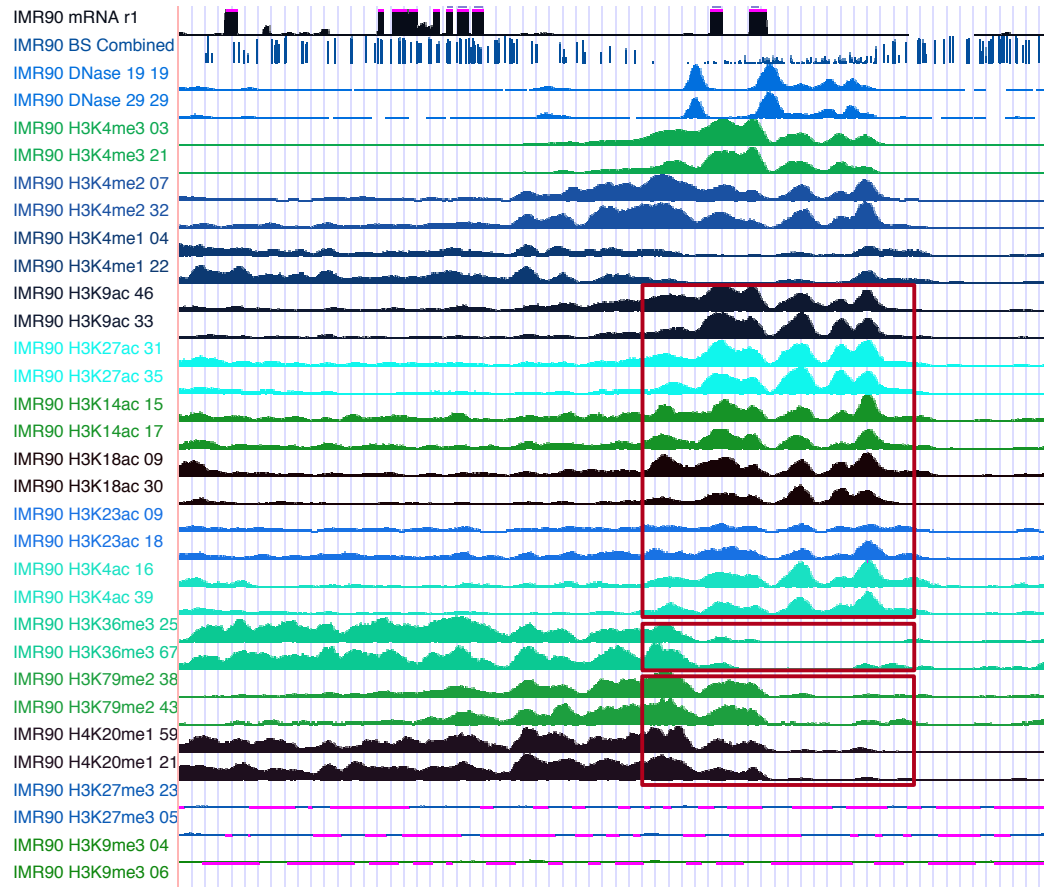 IMR90 mRNA r1
IMR90 BS Combined
IMR90 DNase 19 19
IMR90 DNase 29 29
IMR90 H3K4me3 03
IMR90 H3K4me3 21
IMR90 H3K4me2 07
IMR90 H3K4me2 32
IMR90 H3K4me1 04
IMR90 H3K4me1 22
IMR90 H3K9ac 46
IMR90 H3K9ac 33
IMR90 H3K27ac 31
IMR90 H3K27ac 35
IMR90 H3K14ac 15
IMR90 H3K14ac 17
IMR90 H3K18ac 09
IMR90 H3K18ac 30
IMR90 H3K23ac 09
IMR90 H3K23ac 18
IMR90 H3K4ac 16
IMR90 H3K4ac 39
IMR90 H3K36me3 25
IMR90 H3K36me3 67
IMR90 H3K79me2 38
IMR90 H3K79me2 43
IMR90 H4K20me1 59
IMR90 H4K20me1 21
IMR90 H3K27me3 23
IMR90 H3K27me3 05
IMR90 H3K9me3 04
IMR90 H3K9me3 06